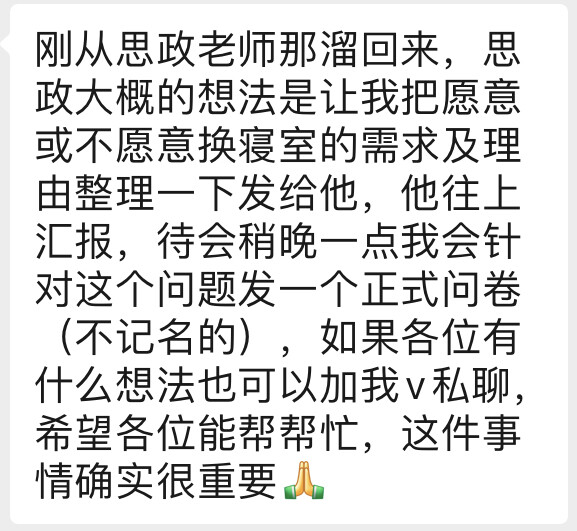 刚从思政老师那溜回来，思
政大概的想法是让我把愿意
或不愿意换寝室的需求及理
由整理一下发给他，他往上
汇报，待会稍晚一点我会针
对这个问题发一个正式问卷
（不记名的），如果各位有
什么想法也可以加我v私聊，
希望各位能帮帮忙，这件事
情确实很重要🙏